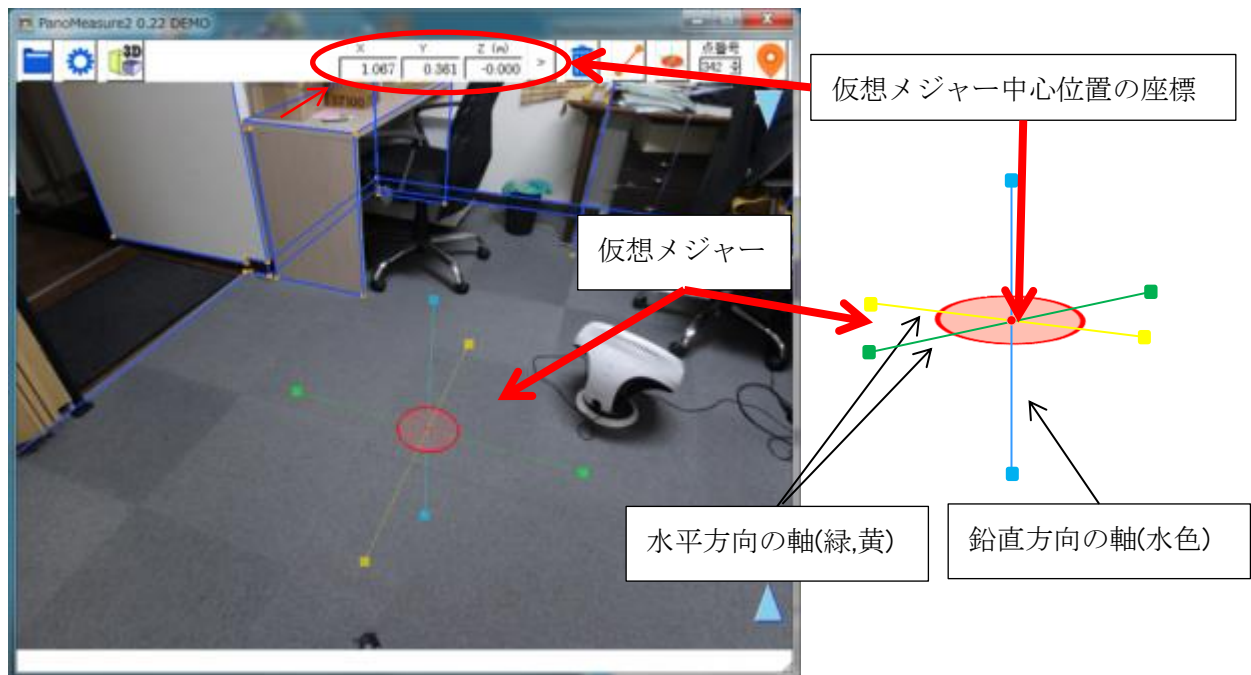 PanoMeasure2 0.22 DEMO
3D
X Y Z (m)
1.067 0.361 -0.000 >
点番号
342
仮想メジャー中心位置の座標
仮想メジャー
水平方向の軸(緑,黄)
鉛直方向の軸(水色)